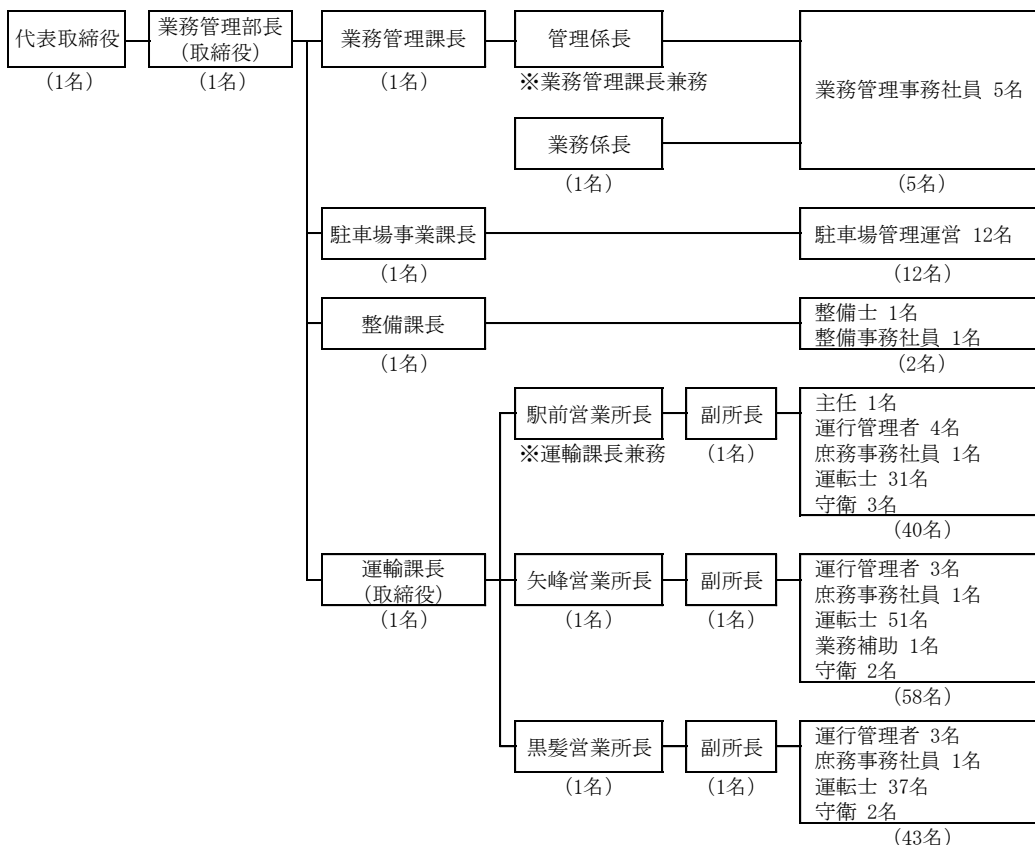 代表取締役
(1名)
業務管理部長
(取締役)
(1名)
業務管理課長
(1名)
管理係長
※業務管理課長兼務
業務係長
(1名)
業務管理事務社員 5名
(5名)
駐車場事業課長
(1名)
駐車場管理運営 12名
(12名)
整備課長
(1名)
整備士 1名
整備事務社員 1名
(2名)
運輸課長
(取締役)
(1名)
駅前営業所長
※運輸課長兼務
副所長
(1名)
主任 1名
運行管理者 4名
庶務事務社員 1名
運転士 31名
守衛 3名
(40名)
矢峰営業所長
(1名)
副所長
(1名)
運行管理者 3名
庶務事務社員 1名
運転士 51名
業務補助 1名
守衛 2名
(58名)
黒髪営業所長
(1名)
副所長
(1名)
運行管理者 3名
庶務事務社員 1名
運転士 37名
守衛 2名
(43名)